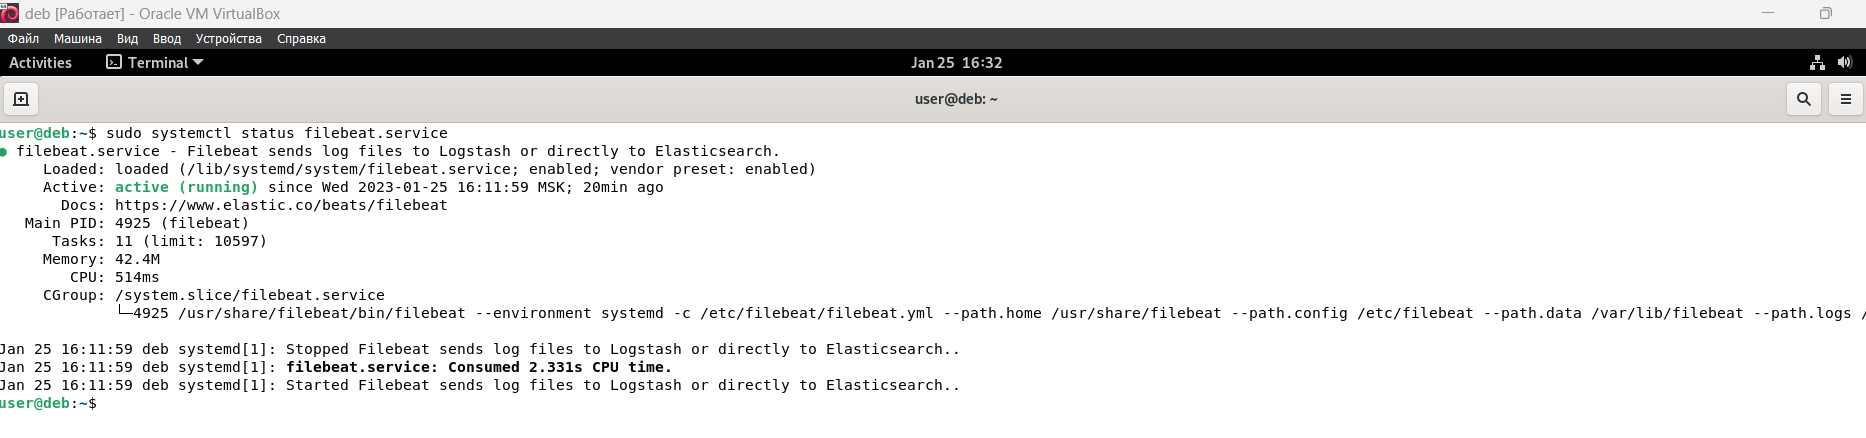 deb [Работает] - Oracle VM VirtualBox
Файл Машина Вид Ввод Устройства Справка
Activities Terminal Jan 25 16:32
user@deb: ~
user@deb:~$ sudo systemctl status filebeat.service
● filebeat.service - Filebeat sends log files to Logstash or directly to Elasticsearch.
Loaded: loaded (/lib/systemd/system/filebeat.service; enabled; vendor preset: enabled)
Active: active (running) since Wed 2023-01-25 16:11:59 MSK; 20min ago
Docs: https://www.elastic.co/beats/filebeat
Main PID: 4925 (filebeat)
Tasks: 11 (limit: 10597)
Memory: 42.4M
CPU: 514ms
CGroup: /system.slice/filebeat.service
└─4925 /usr/share/filebeat/bin/filebeat --environment systemd -c /etc/filebeat/filebeat.yml --path.home /usr/share/filebeat --path.config /etc/filebeat --path.data /var/lib/filebeat --path.logs /
Jan 25 16:11:59 deb systemd[1]: Stopped Filebeat sends log files to Logstash or directly to Elasticsearch..
Jan 25 16:11:59 deb systemd[1]: filebeat.service: Consumed 2.331s CPU time.
Jan 25 16:11:59 deb systemd[1]: Started Filebeat sends log files to Logstash or directly to Elasticsearch..
user@deb:~$